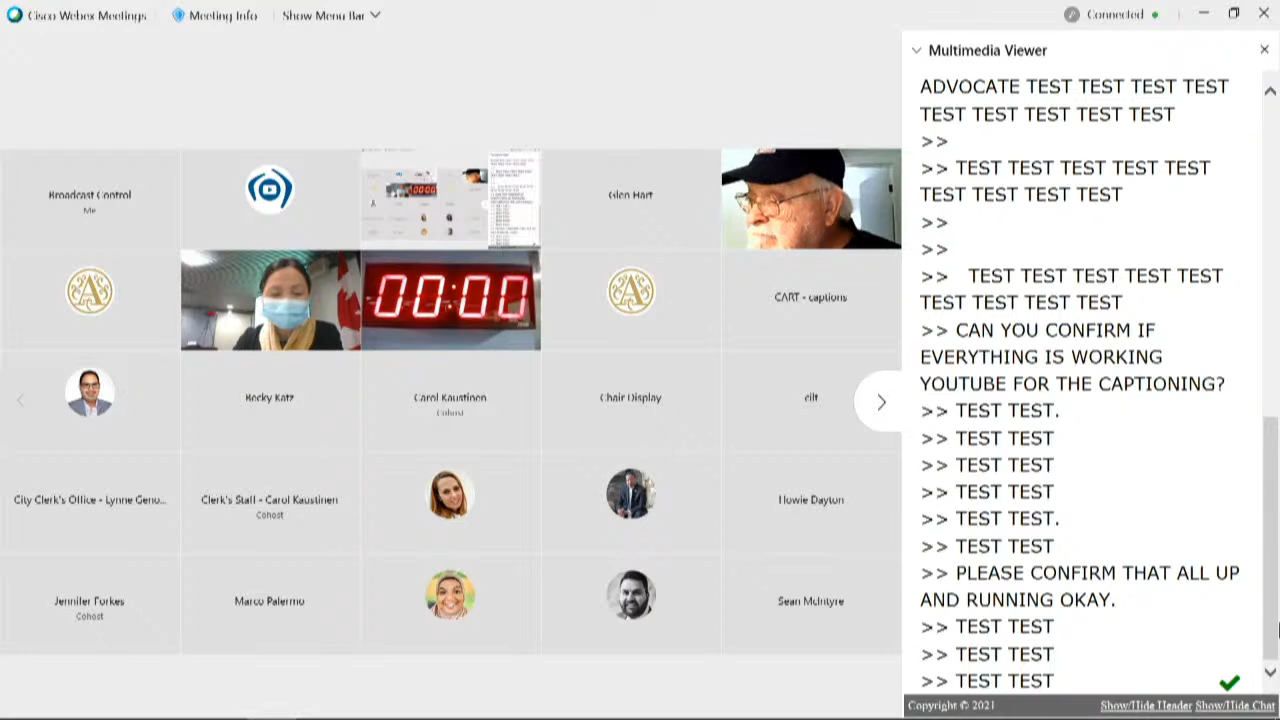 Cisco Webex Meetings Meeting Info Show Menu Bar Connected
Multimedia Viewer
ADVOCATE TEST TEST TEST TEST
TEST TEST TEST TEST TEST
>>
>> TEST TEST TEST TEST TEST
TEST TEST TEST TEST
>>
>>
>> TEST TEST TEST TEST TEST
TEST TEST TEST TEST
>> CAN YOU CONFIRM IF
EVERYTHING IS WORKING
YOUTUBE FOR THE CAPTIONING?
>> TEST TEST.
>> TEST TEST
>> TEST TEST
>> TEST TEST
>> TEST TEST.
>> TEST TEST
>> PLEASE CONFIRM THAT ALL UP
AND RUNNING OKAY.
>> TEST TEST
>> TEST TEST
>> TEST TEST
Copyright © 2021 Show/Hide Header Show/Hide Chat
Broadcast Control
Me
Glen Hart
A
00:00
A
CART - captions
Becky Katz
Carol Kaustinen
Cohost
Chair Display
City Clerk's Office - Lynne Geno...
Clerk's Staff - Carol Kaustinen
Cohost
Howie Dayton
Jennifer Forkes
Cohost
Marco Palermo
Sean McIntyre